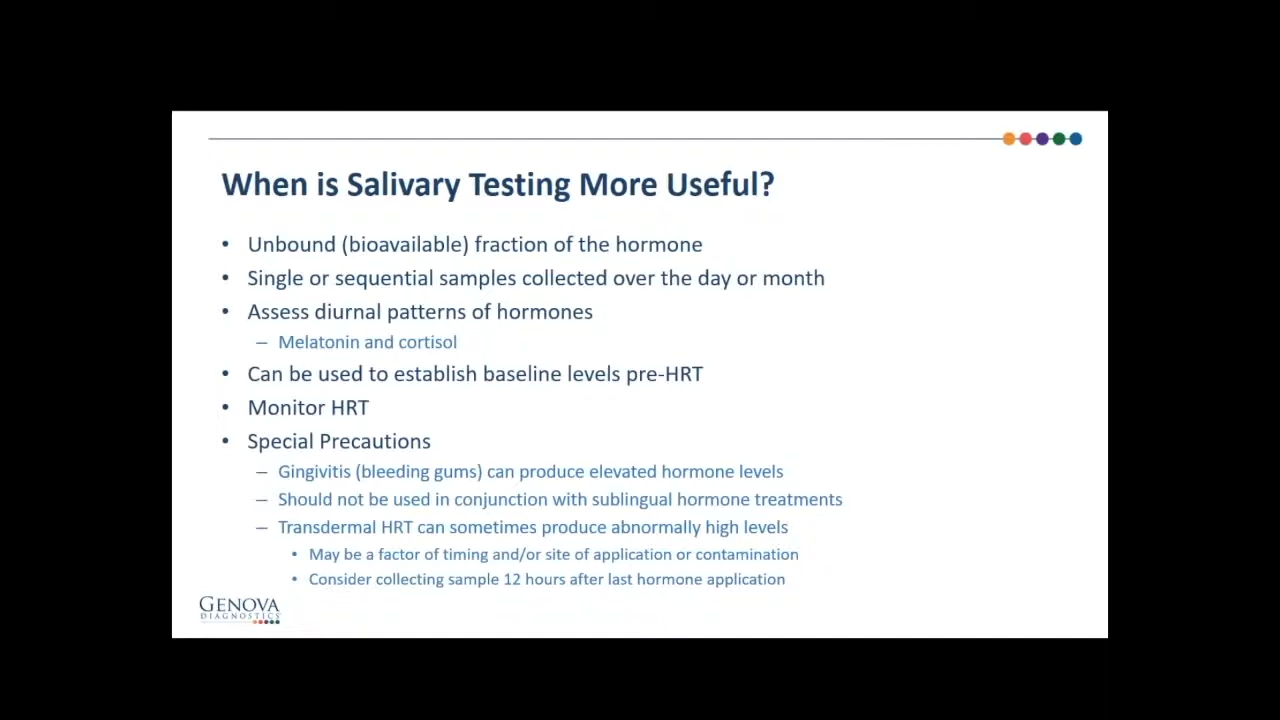 When is Salivary Testing More Useful?
• Unbound (bioavailable) fraction of the hormone
• Single or sequential samples collected over the day or month
• Assess diurnal patterns of hormones
– Melatonin and cortisol
• Can be used to establish baseline levels pre-HRT
• Monitor HRT
• Special Precautions
– Gingivitis (bleeding gums) can produce elevated hormone levels
– Should not be used in conjunction with sublingual hormone treatments
– Transdermal HRT can sometimes produce abnormally high levels
• May be a factor of timing and/or site of application or contamination
• Consider collecting sample 12 hours after last hormone application
GENOVA
DIAGNOSTICS